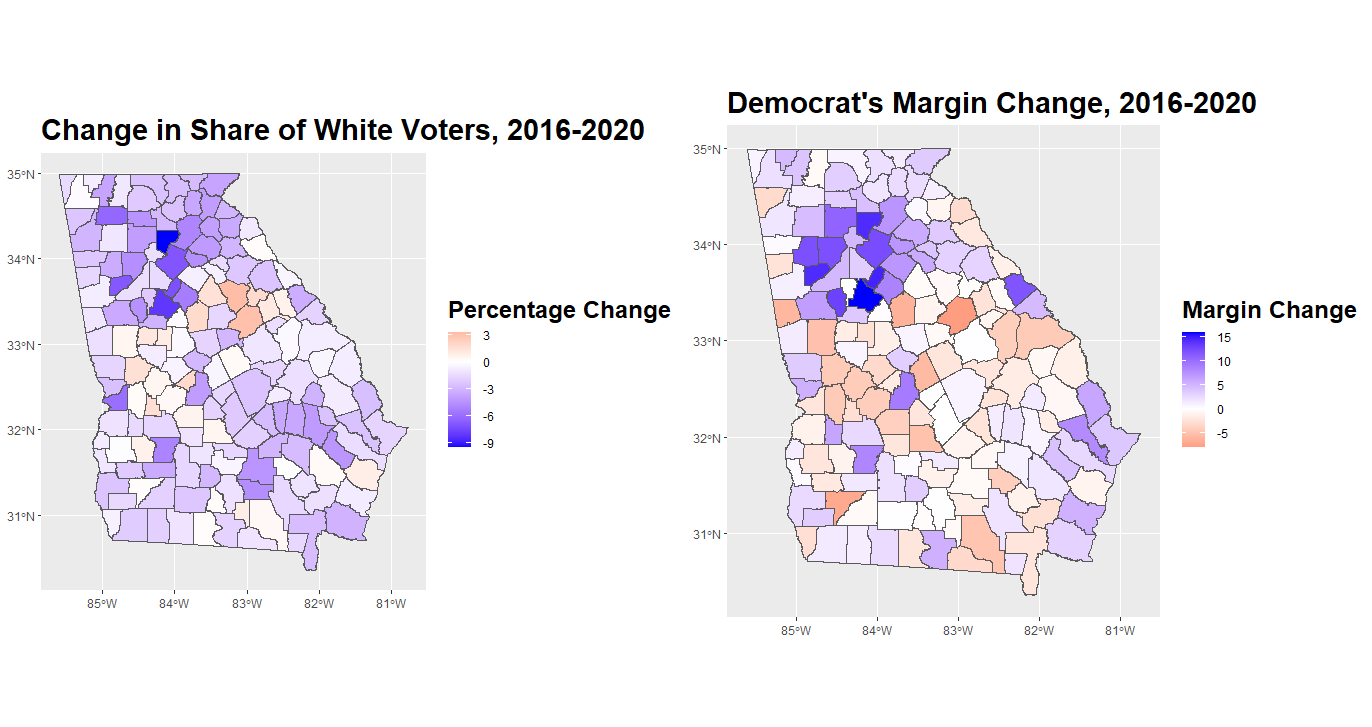 Change in Share of White Voters, 2016-2020
35°N
34°N
33°N
32°N
31°N
85°W 84°W 83°W 82°W 81°W
Percentage Change
3
0
-3
-6
-9
Democrat's Margin Change, 2016-2020
35°N
34°N
33°N
32°N
31°N
85°W 84°W 83°W 82°W 81°W
Margin Change
15
10
5
0
-5